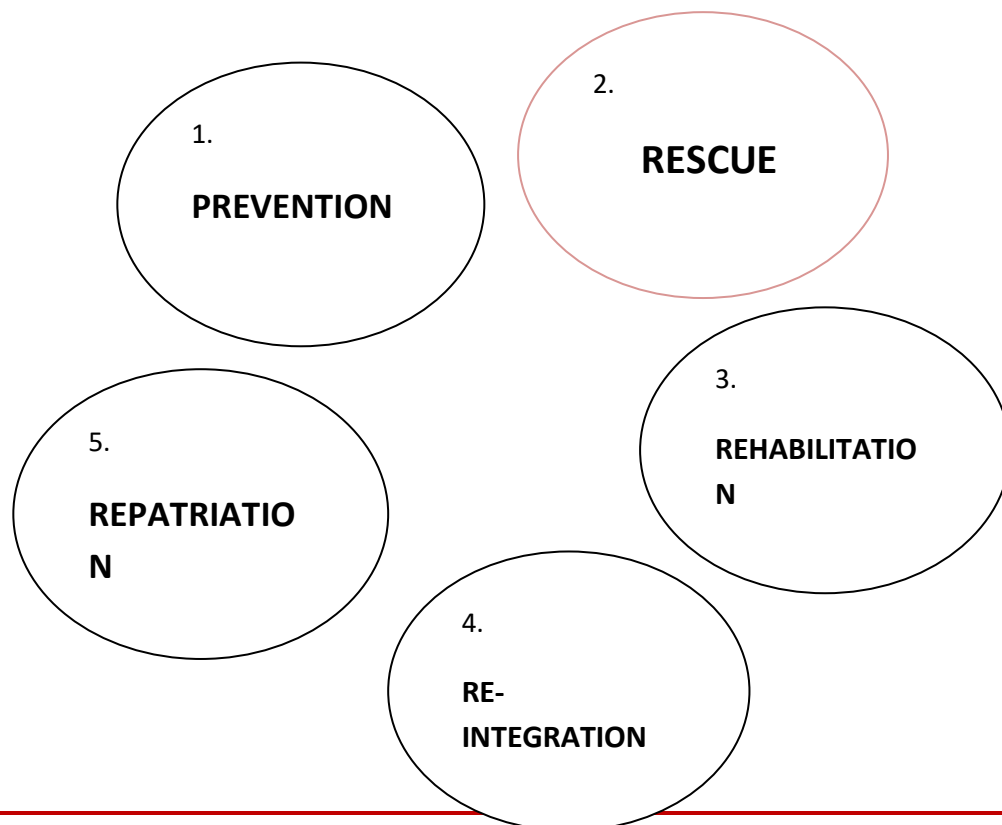 1.
PREVENTION
2.
RESCUE
3.
REHABILITATIO
N
4.
RE-
INTEGRATION
5.
REPATRIATIO
N